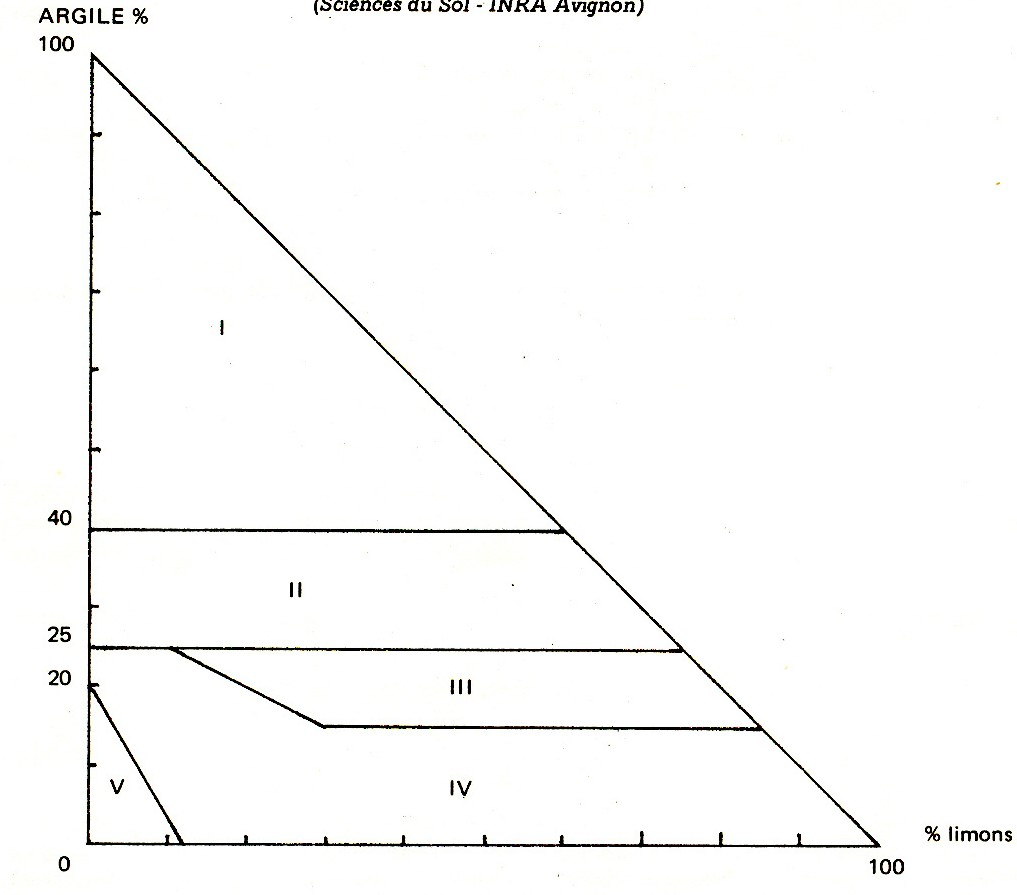 (Sciences du Sol - INRA Avignon)
ARGILE %
100
I
40
II
25
20
III
V
IV
0
% limons
100